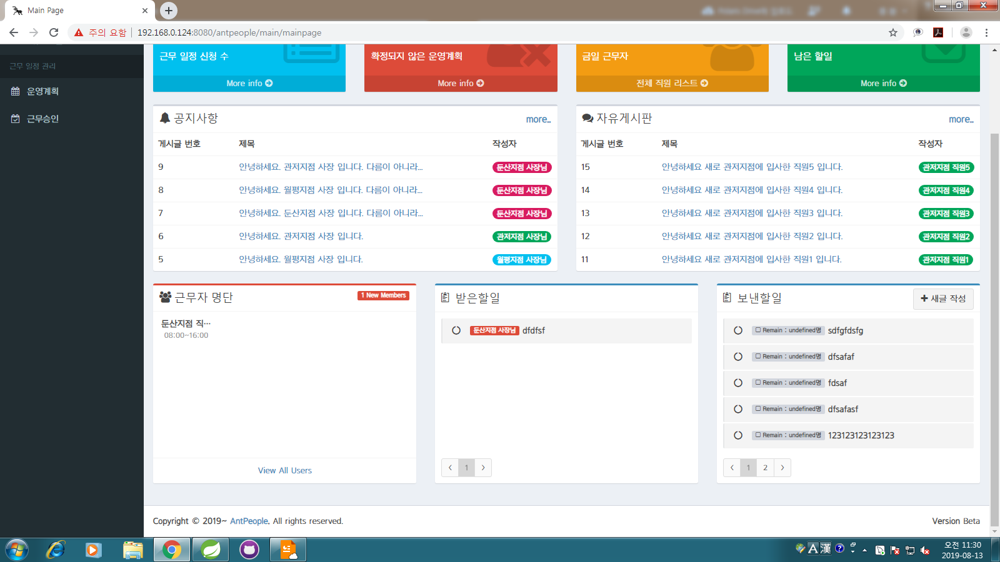 Main Page
주의 요함 192.168.0.124:8080/antpeople/main/mainpage
근무 일정 관리
운영계획
근무승인
근무 일정 신청 수
More info
확정되지 않은 운영계획
More info
금일 근무자
전체 직원 리스트
남은 할일
More info
공지사항 more..
게시글 번호 제목 작성자
9 안녕하세요. 관저지점 사장 입니다. 다름이 아니라... 둔산지점 사장님
8 안녕하세요. 월평지점 사장 입니다. 다름이 아니라... 둔산지점 사장님
7 안녕하세요. 둔산지점 사장 입니다. 다름이 아니라... 둔산지점 사장님
6 안녕하세요. 관저지점 사장 입니다. 관저지점 사장님
5 안녕하세요. 월평지점 사장 입니다. 월평지점 사장님
자유게시판 more..
게시글 번호 제목 작성자
15 안녕하세요 새로 관저지점에 입사한 직원5 입니다. 관저지점 직원5
14 안녕하세요 새로 관저지점에 입사한 직원4 입니다. 관저지점 직원4
13 안녕하세요 새로 관저지점에 입사한 직원3 입니다. 관저지점 직원3
12 안녕하세요 새로 관저지점에 입사한 직원2 입니다. 관저지점 직원2
11 안녕하세요 새로 관저지점에 입사한 직원1 입니다. 관저지점 직원1
근무자 명단 1 New Members
둔산지점 직…
08:00~16:00
View All Users
받은할일
둔산지점 사장님 dfdfsf
‹ 1 ›
보낸할일 + 새글 작성
Remain : undefined명 sdfgfdsfg
Remain : undefined명 dfsafaf
Remain : undefined명 fdsaf
Remain : undefined명 dfsafasf
Remain : undefined명 123123123123123
‹ 1 2 ›
Copyright © 2019~ AntPeople. All rights reserved. Version Beta
A 漢
오전 11:30
2019-08-13